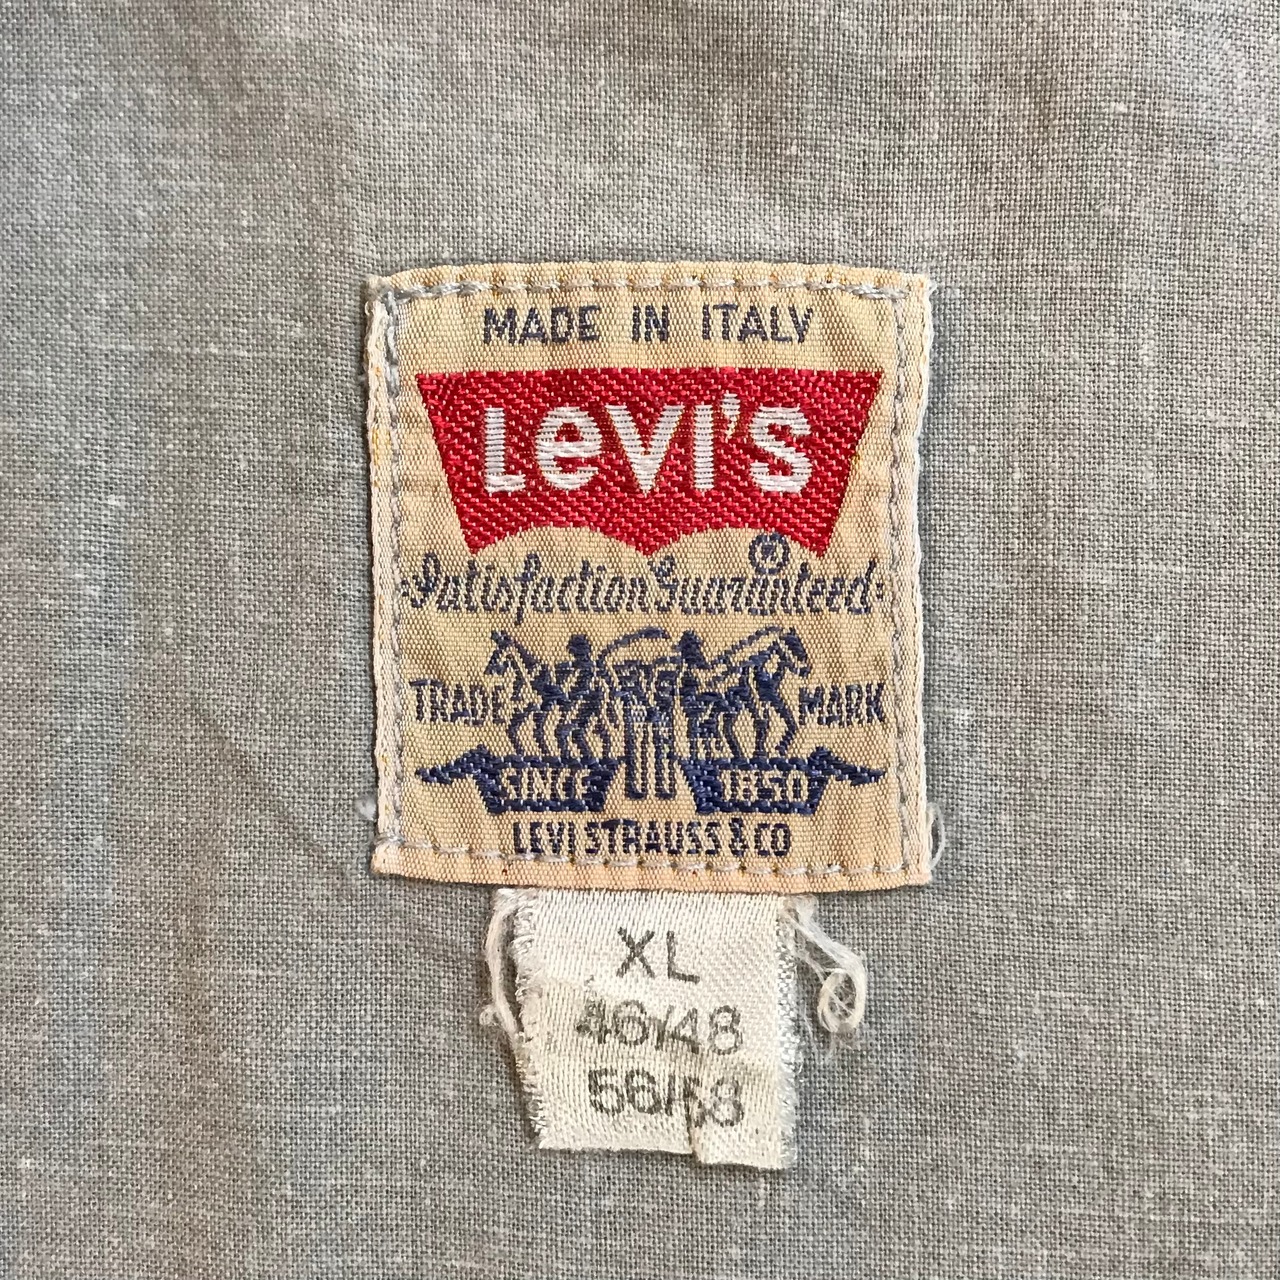 MADE IN ITALY
LEVI'S
®
Satisfaction Guaranteed
TRADE MARK
SINCE 1850
LEVI STRAUSS & CO
XL
46/48
56/58